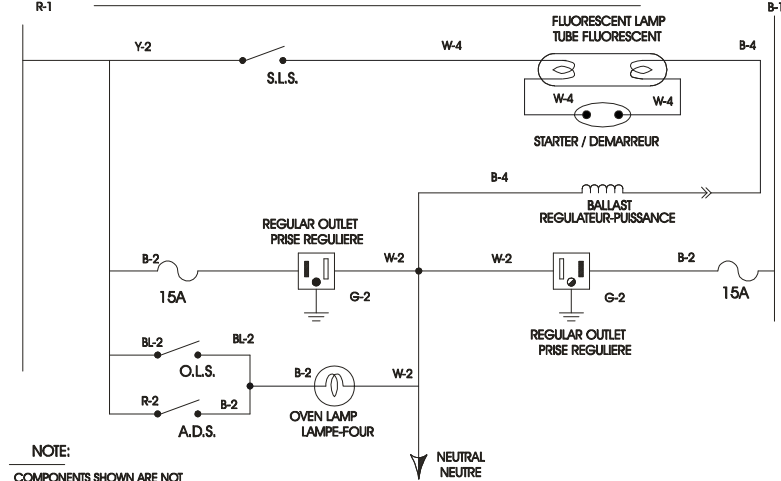 R-1
B-1
FLUORESCENT LAMP
TUBE FLUORESCENT
Y-2
W-4
B-4
S.L.S.
W-4
W-4
STARTER / DEMARREUR
B-4
BALLAST
REGULATEUR-PUISSANCE
REGULAR OUTLET
PRISE REGULIERE
B-2
W-2
W-2
B-2
15A
G-2
G-2
15A
REGULAR OUTLET
PRISE REGULIERE
BL-2
BL-2
O.L.S.
B-2
W-2
R-2
B-2
A.D.S.
OVEN LAMP
LAMPE-FOUR
NOTE:
NEUTRAL
NEUTRE
COMPONENTS SHOWN ARE NOT